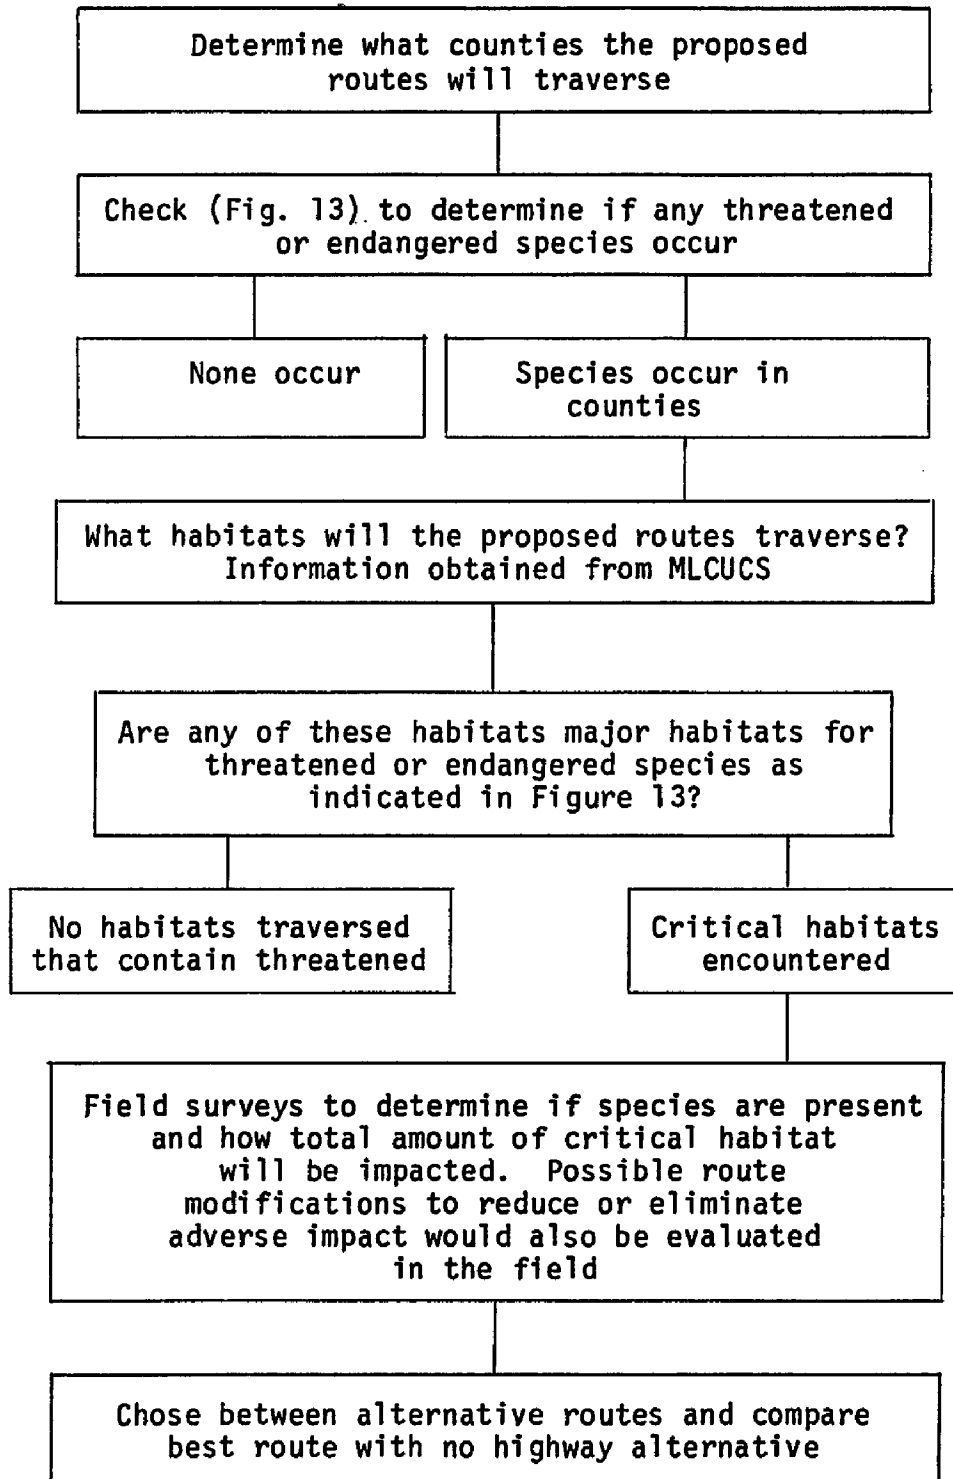 Determine what counties the proposed
routes will traverse
Check (Fig. 13). to determine if any threatened
or endangered species occur
None occur
Species occur in
counties
What habitats will the proposed routes traverse?
Information obtained from MLCUCS
Are any of these habitats major habitats for
threatened or endangered species as
indicated in Figure 13?
No habitats traversed
that contain threatened
Critical habitats
encountered
Field surveys to determine if species are present
and how total amount of critical habitat
will be impacted. Possible route
modifications to reduce or eliminate
adverse impact would also be evaluated
in the field
Chose between alternative routes and compare
best route with no highway alternative